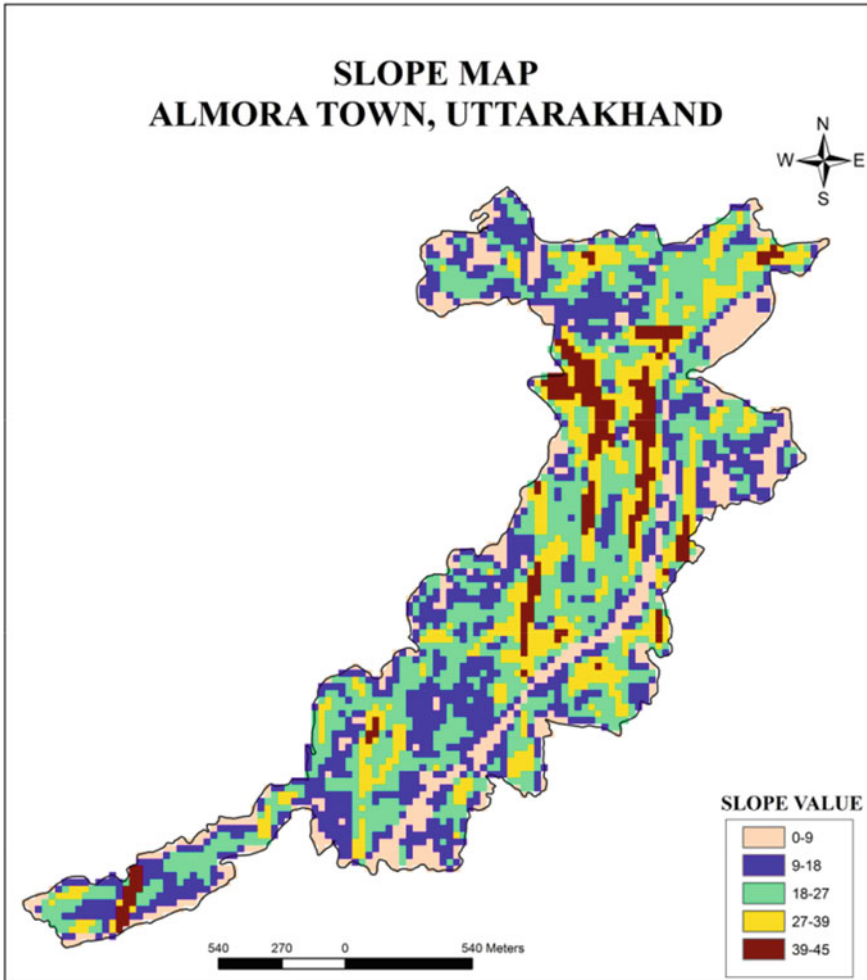 SLOPE MAP
ALMORA TOWN, UTTARAKHAND
N
W E
S
SLOPE VALUE
0-9
9-18
18-27
27-39
39-45
540 270 0 540 Meters